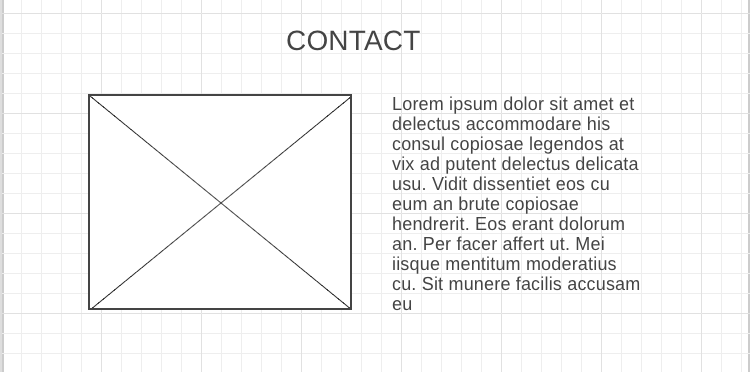 CONTACT
Lorem ipsum dolor sit amet et
delectus accommodare his
consul copiosae legendos at
vix ad putent delectus delicata
usu. Vidit dissentiet eos cu
eum an brute copiosae
hendrerit. Eos erant dolorum
an. Per facer affert ut. Mei
iisque mentitum moderatius
cu. Sit munere facilis accusam
eu